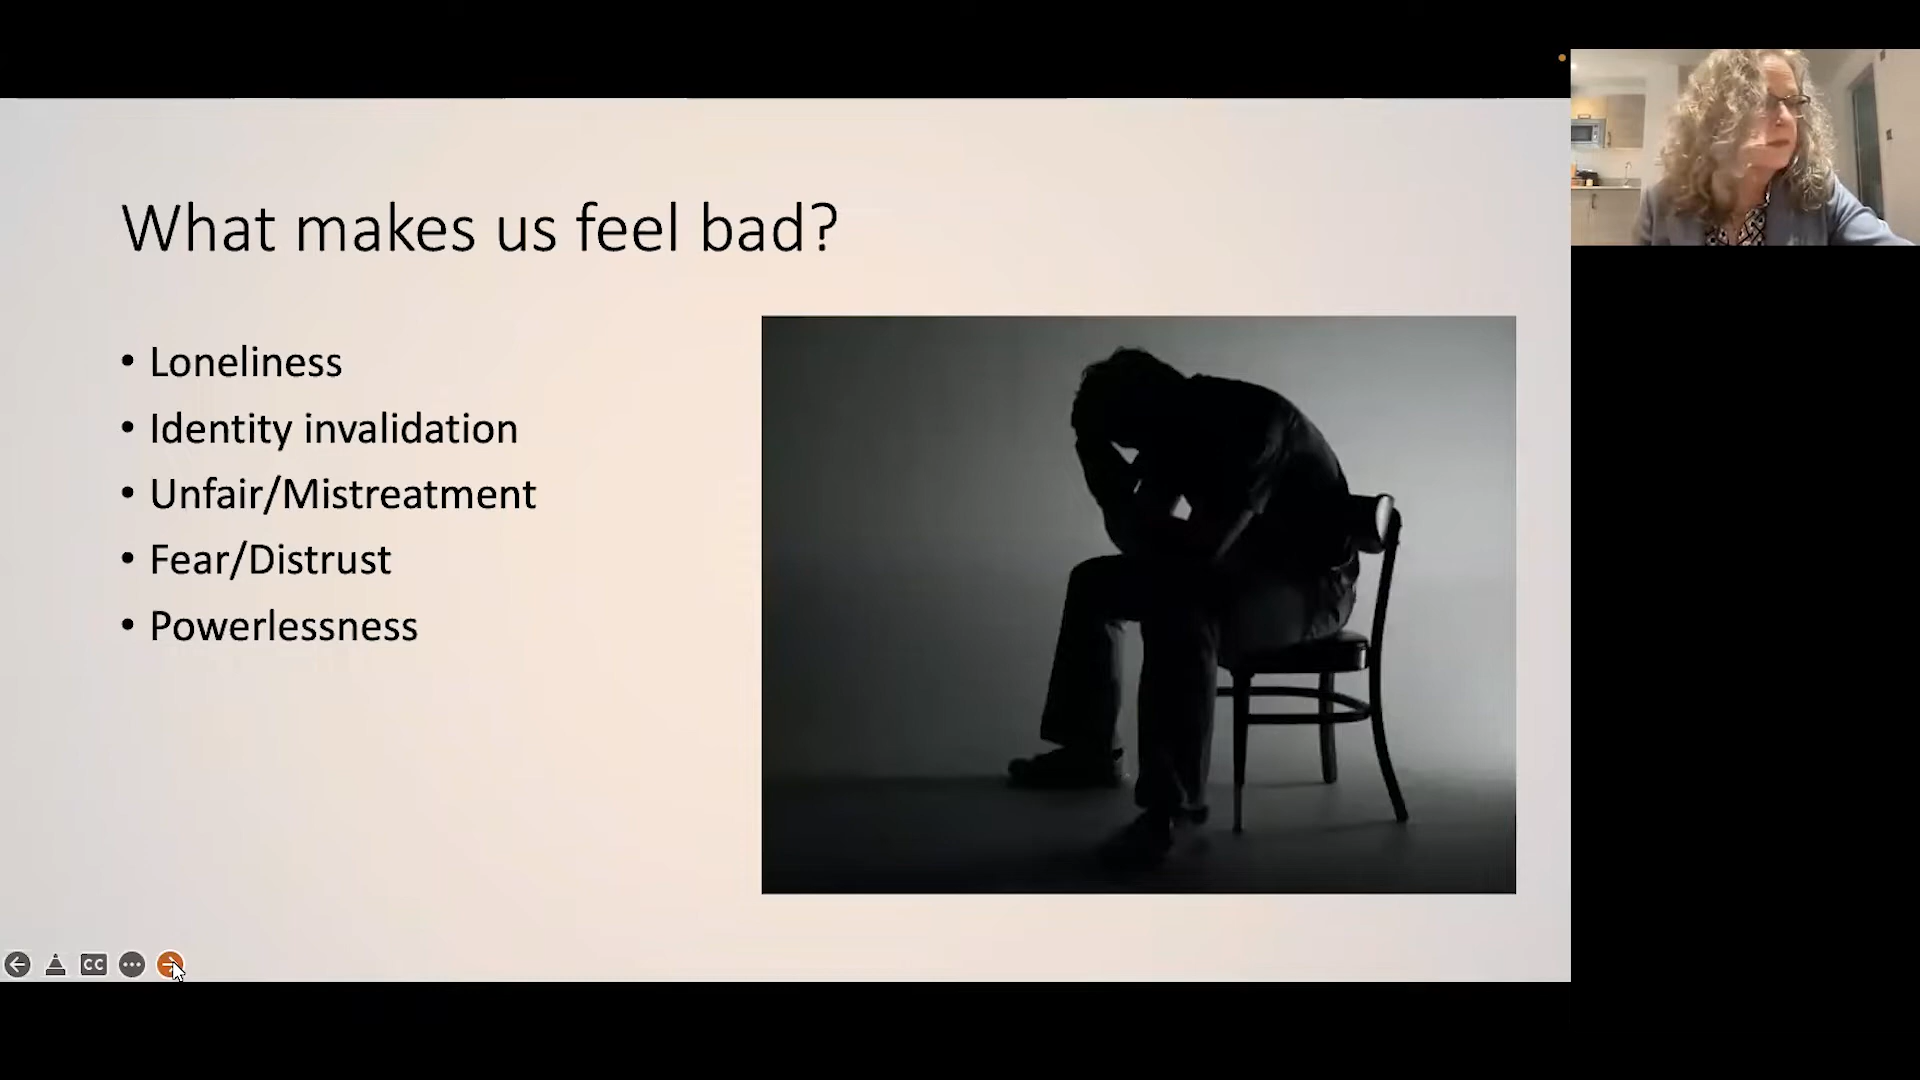 What makes us feel bad?
• Loneliness
• Identity invalidation
• Unfair/Mistreatment
• Fear/Distrust
• Powerlessness
CC